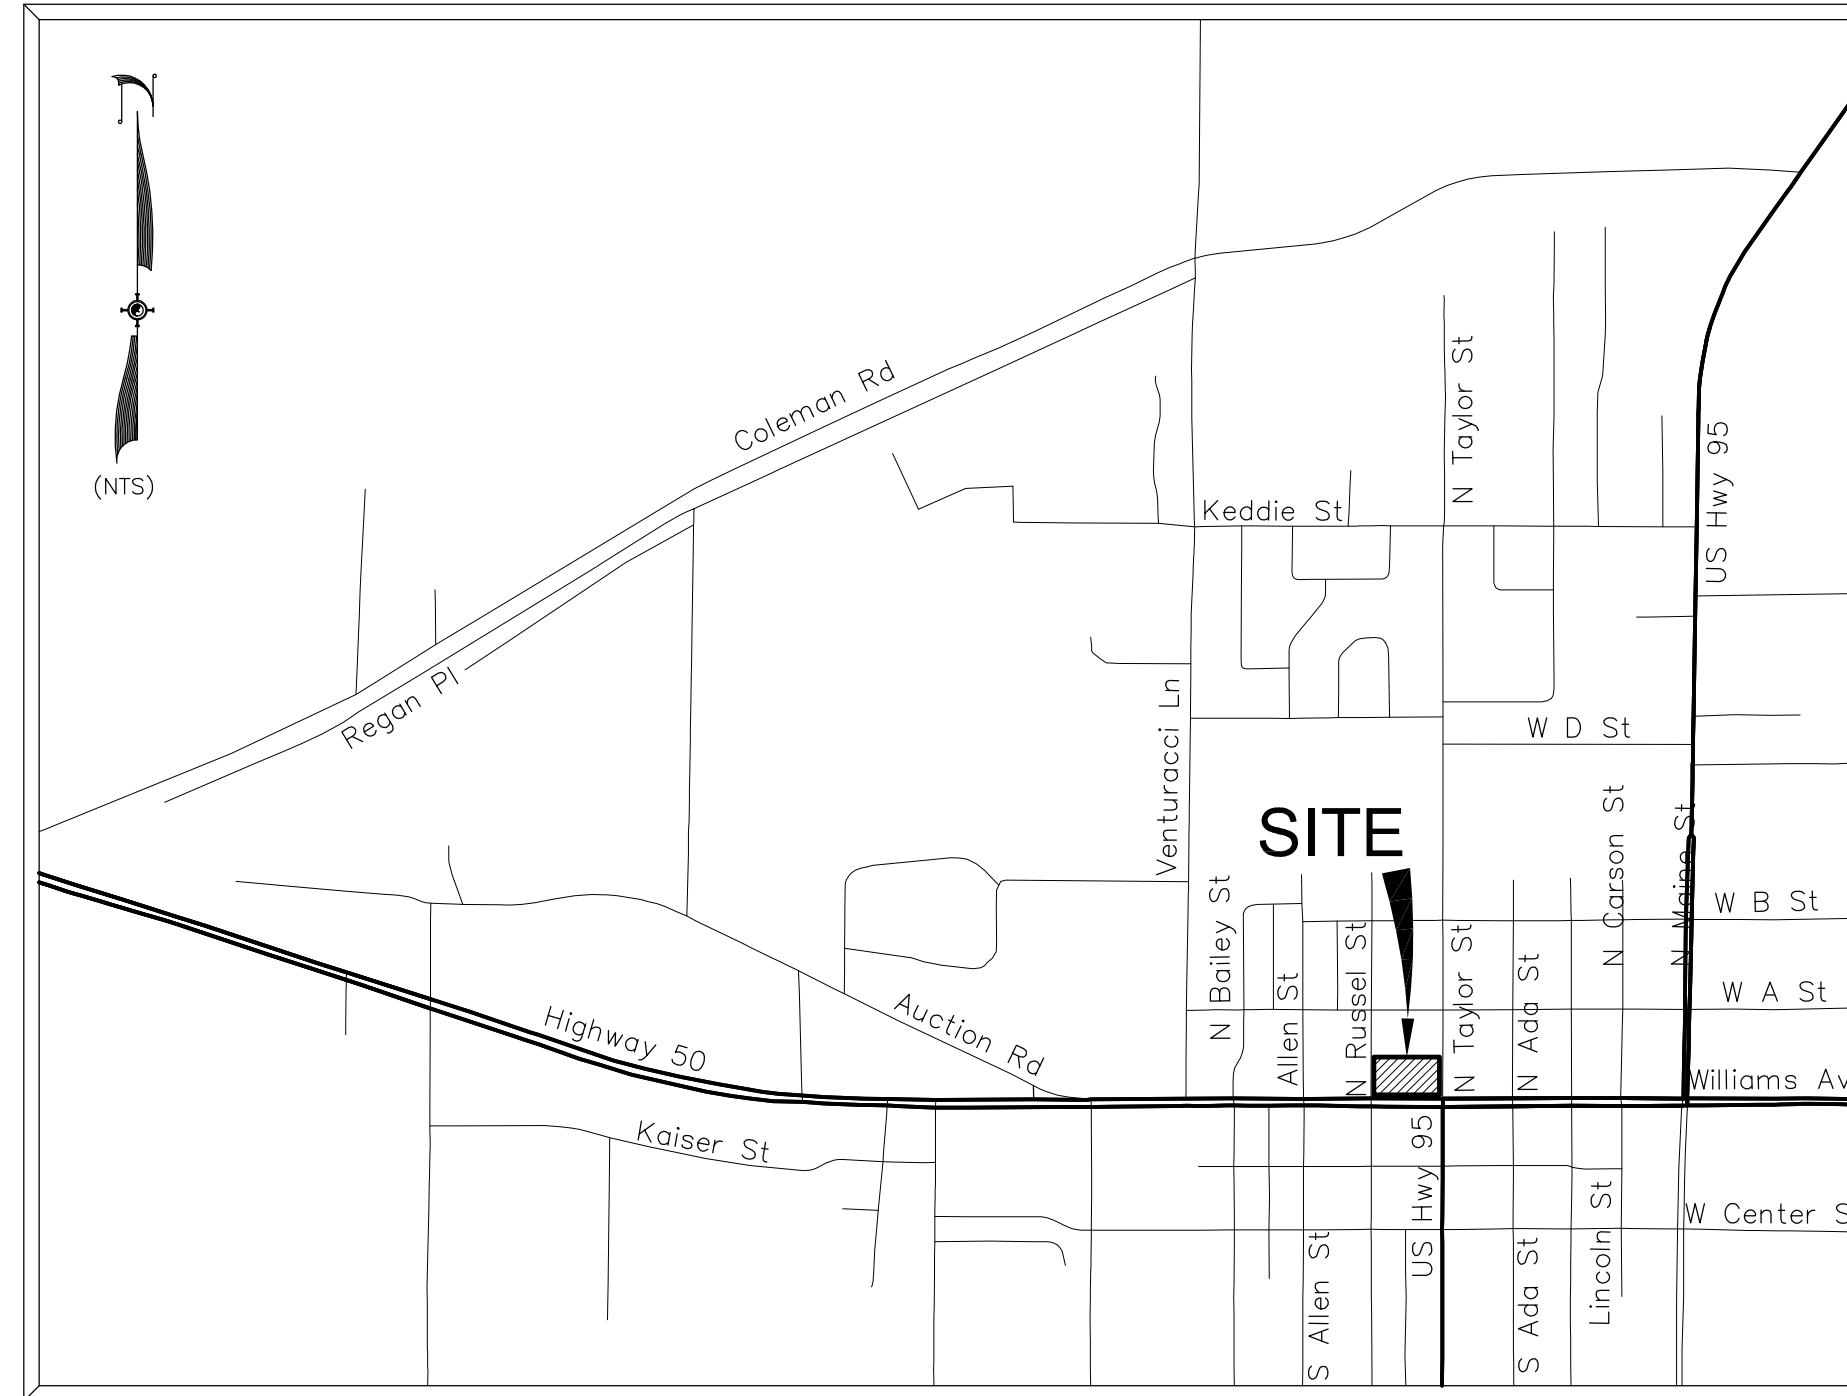 (NTS)
Coleman Rd
N Taylor St
US Hwy 95
Keddie St
Regan Pl
Venturacci Ln
W D St
SITE
N Carson St
N Maine St
W B St
N Bailey St
Allen St
N Russel St
N Taylor St
N Ada St
W A St
Highway 50
Auction Rd
Williams Av
Kaiser St
US Hwy 95
W Center S
S Allen St
S Ada St
Lincoln St